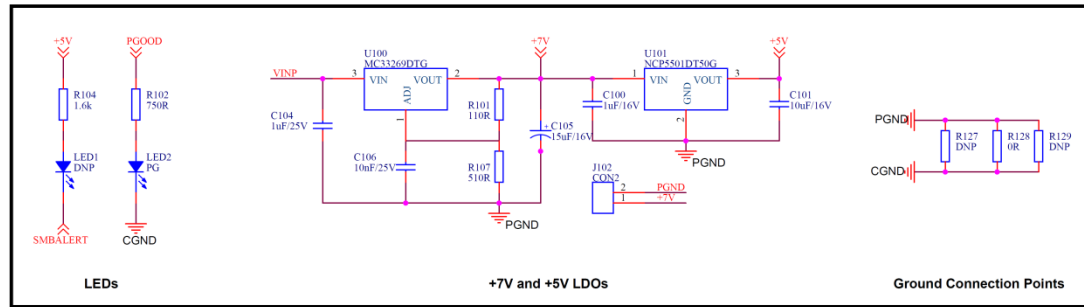 +5V
PGOOD
R104
1.6k
R102
750R
LED1
DNP
LED2
PG
SMBALERT
CGND
LEDs
VINP
U100
MC33269DTG
3
VIN
VOUT
2
ADJ
1
C104
1uF/25V
C106
10nF/25V
R101
110R
R107
510R
PGND
+7V
C105
15uF/16V
C100
1uF/16V
U101
NCP5501DT50G
1
VIN
VOUT
3
GND
2
PGND
+5V
C101
10uF/16V
J102
CON2
2
PGND
1
+7V
+7V and +5V LDOs
PGND
CGND
R127
DNP
R128
0R
R129
DNP
Ground Connection Points